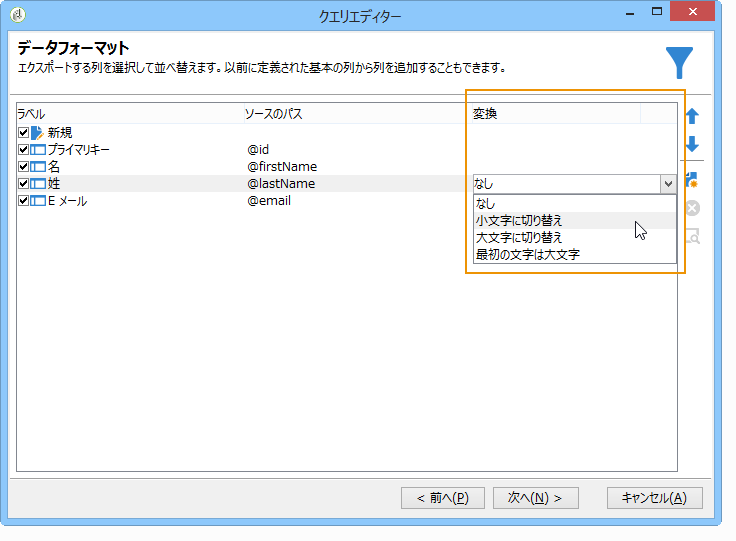 クエリエディター
データフォーマット
エクスポートする列を選択して並べ替えます。以前に定義された基本の列から列を追加することもできます。
ラベル ソースのパス 変換
新規
プライマリキー @id
名 @firstName
姓 @lastName なし
E メール @email
なし
小文字に切り替え
大文字に切り替え
最初の文字は大文字
< 前へ(P) 次へ(N) > キャンセル(A)